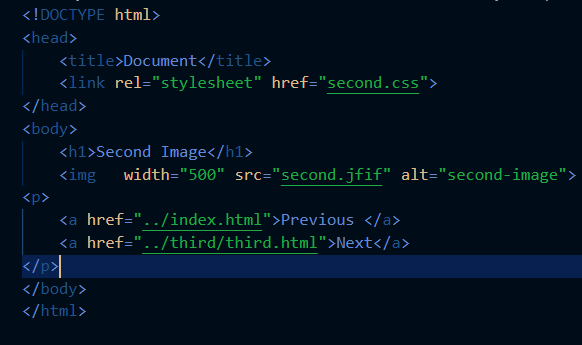 <!DOCTYPE html>
<head>
    <title>Document</title>
    <link rel="stylesheet" href="second.css">
</head>
<body>
    <h1>Second Image</h1>
    <img   width="500" src="second.jfif" alt="second-image">
<p>
    <a href="../index.html">Previous </a>
    <a href="../third/third.html">Next</a>
</p>
</body>
</html>